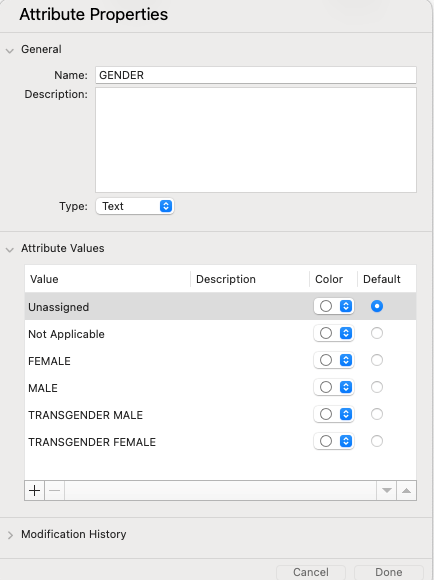 Attribute Properties
General
Name: GENDER
Description:
Type: Text
Attribute Values
Value Description Color Default
Unassigned
Not Applicable
FEMALE
MALE
TRANSGENDER MALE
TRANSGENDER FEMALE
Modification History
Cancel Done